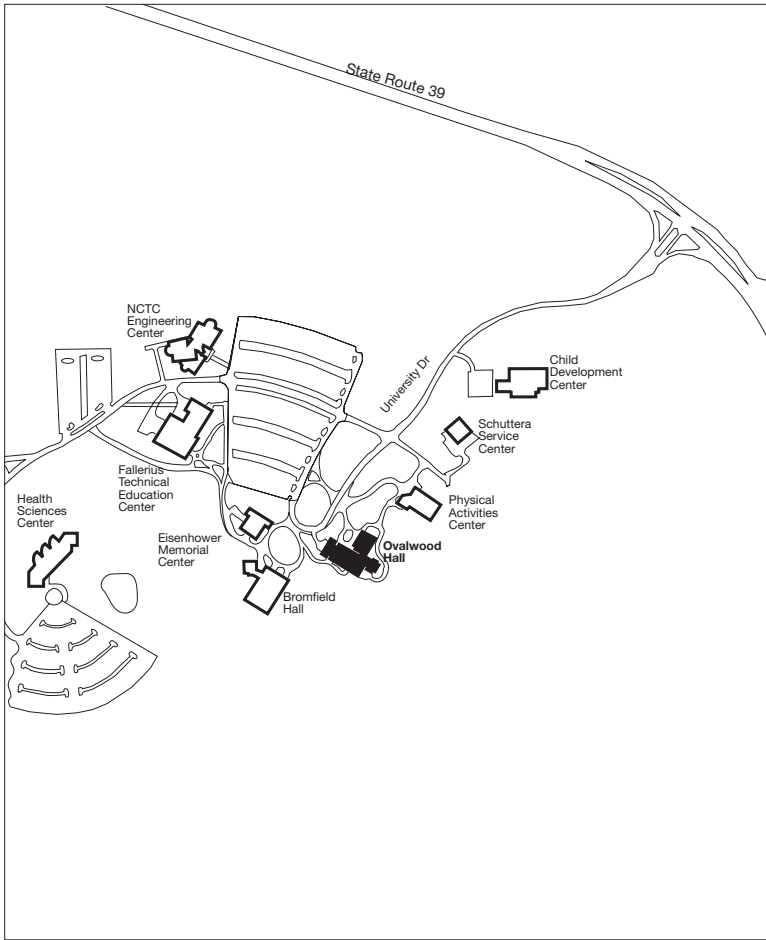 State Route 39
NCTC
Engineering
Center
University Dr
Child
Development
Center
Schuttera
Service
Center
Fallerius
Technical
Education
Center
Health
Sciences
Center
Physical
Activities
Center
Eisenhower
Memorial
Center
Ovalwood
Hall
Bromfield
Hall